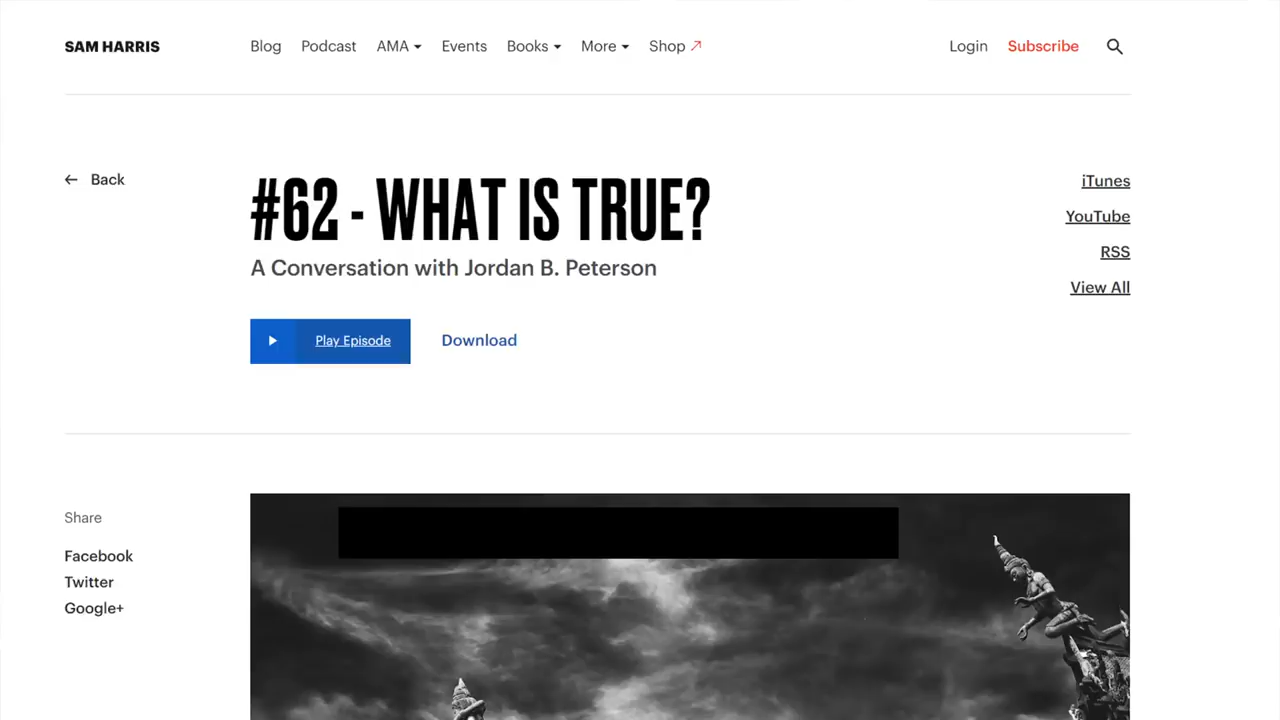 SAM HARRIS
Blog Podcast AMA Events Books More Shop
Login Subscribe
Back
#62 - WHAT IS TRUE?
A Conversation with Jordan B. Peterson
Play Episode Download
iTunes
YouTube
RSS
View All
Share
Facebook
Twitter
Google+